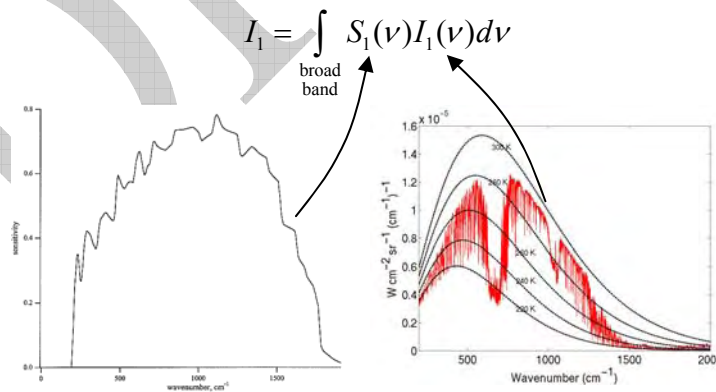 I₁ = ∫ S₁(ν)I₁(ν)dν
broad
band
0.8
0.6
0.4
0.2
0.0
sensitivity
0
500
1000
1500
wavenumber, cm⁻¹
x 10⁻⁵
1.6
1.4
1.2
1
0.8
0.6
0.4
0.2
0
W cm⁻² sr⁻¹ (cm⁻¹)⁻¹
300 K
280 K
260 K
240 K
220 K
500
1000
1500
200
Wavenumber (cm⁻¹)